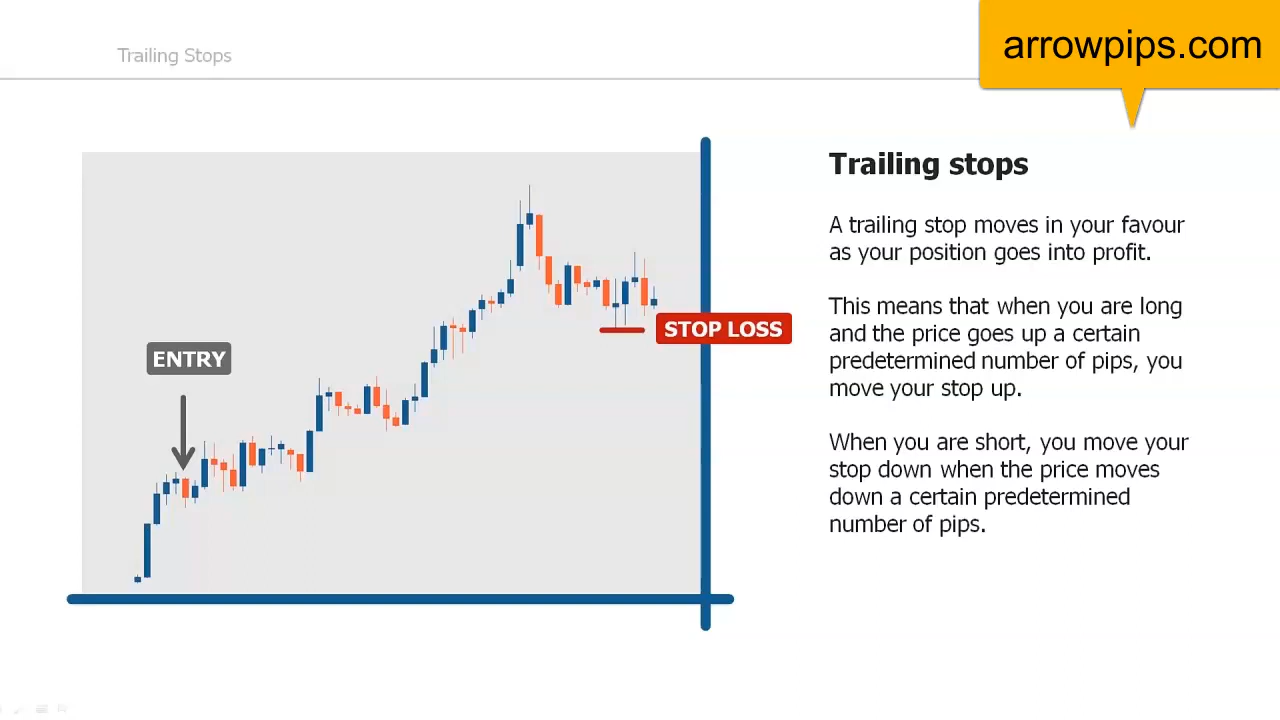 Trailing Stops
arrowpips.com
Trailing stops
A trailing stop moves in your favour
as your position goes into profit.
This means that when you are long
and the price goes up a certain
predetermined number of pips, you
move your stop up.
When you are short, you move your
stop down when the price moves
down a certain predetermined
number of pips.
ENTRY
STOP LOSS